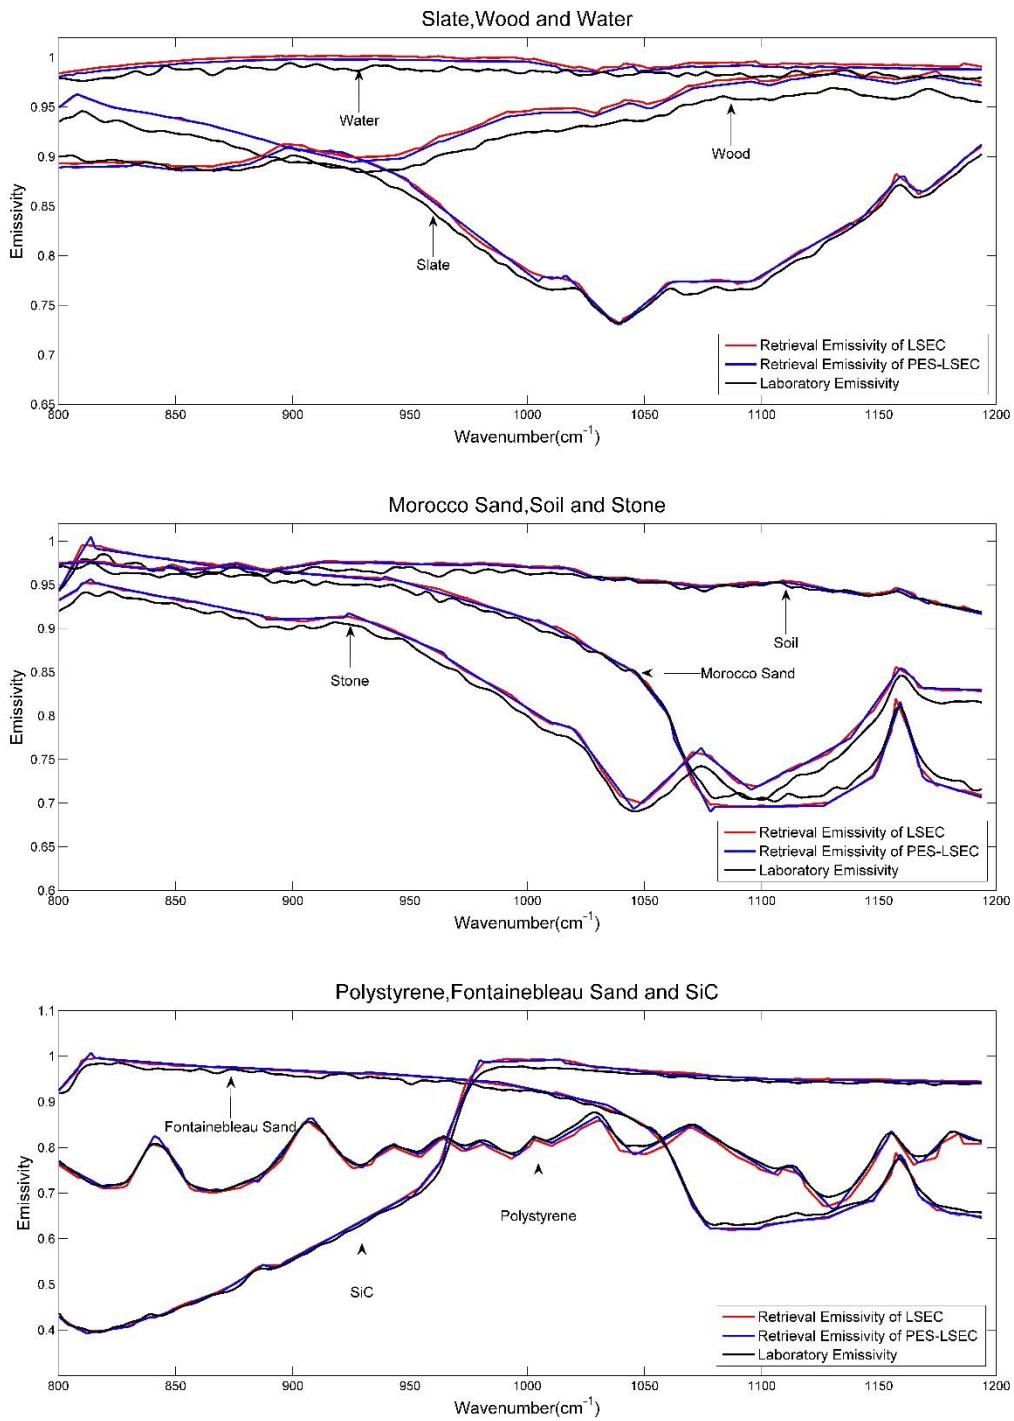 Slate,Wood and Water
1
0.95
0.9
0.85
0.8
0.75
0.7
0.65
Emissivity
Water
Wood
Slate
Retrieval Emissivity of LSEC
Retrieval Emissivity of PES-LSEC
Laboratory Emissivity
800 850 900 950 1000 1050 1100 1150 1200
Wavenumber(cm⁻¹)
Morocco Sand,Soil and Stone
1
0.95
0.9
0.85
0.8
0.75
0.7
0.65
0.6
Emissivity
Soil
Stone
Morocco Sand
Retrieval Emissivity of LSEC
Retrieval Emissivity of PES-LSEC
Laboratory Emissivity
800 850 900 950 1000 1050 1100 1150 1200
Wavenumber(cm⁻¹)
Polystyrene,Fontainebleau Sand and SiC
1.1
1
0.9
0.8
0.7
0.6
0.5
0.4
Emissivity
Fontainebleau Sand
Polystyrene
SiC
Retrieval Emissivity of LSEC
Retrieval Emissivity of PES-LSEC
Laboratory Emissivity
800 850 900 950 1000 1050 1100 1150 1200
Wavenumber(cm⁻¹)